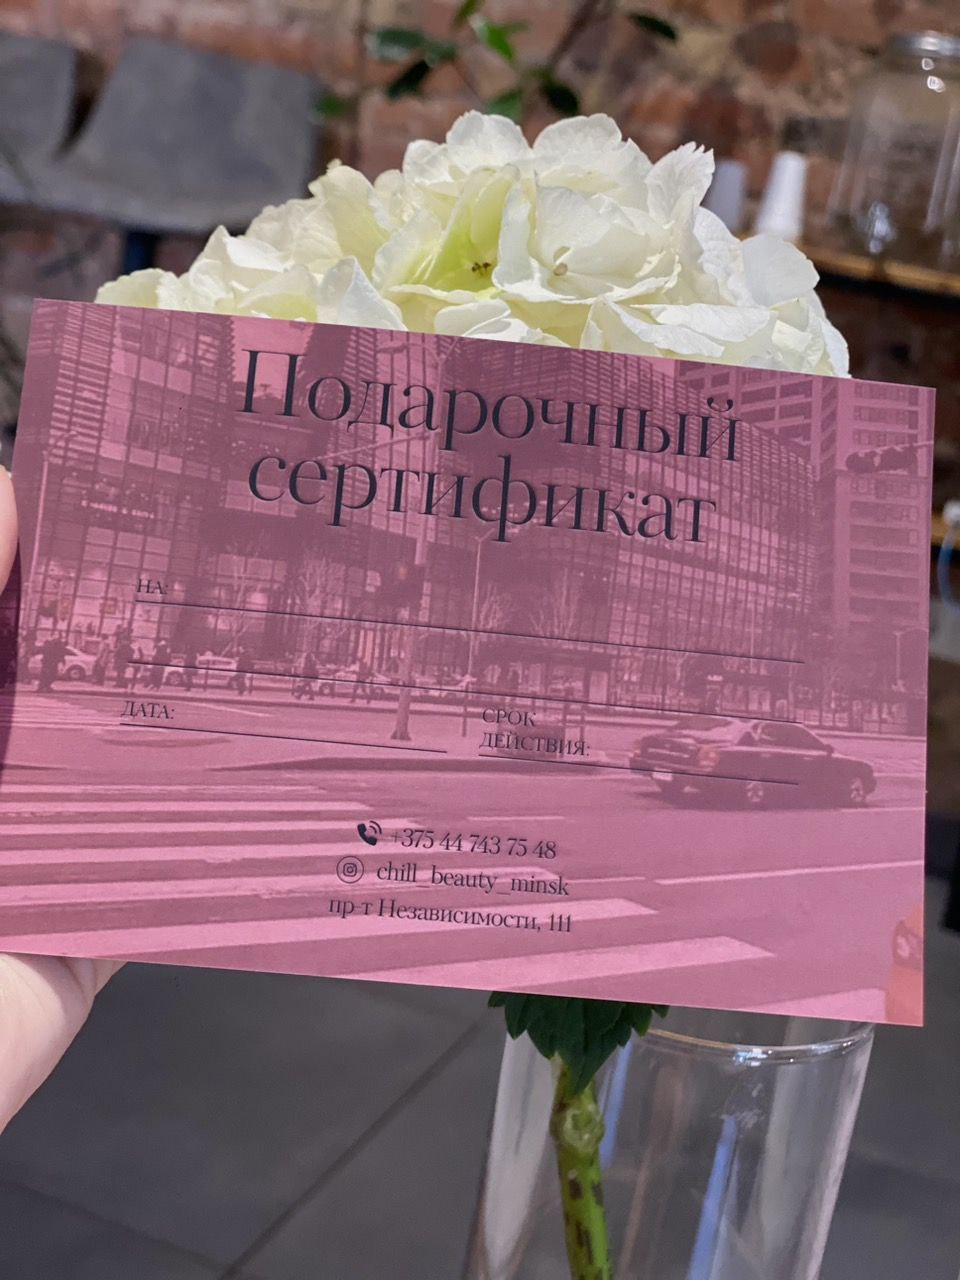 Подарочный
сертификат
НА:
ДАТА:
СРОК
ДЕЙСТВИЯ:
+375 44 743 75 48
chill_beauty_minsk
пр-т Независимости, 111